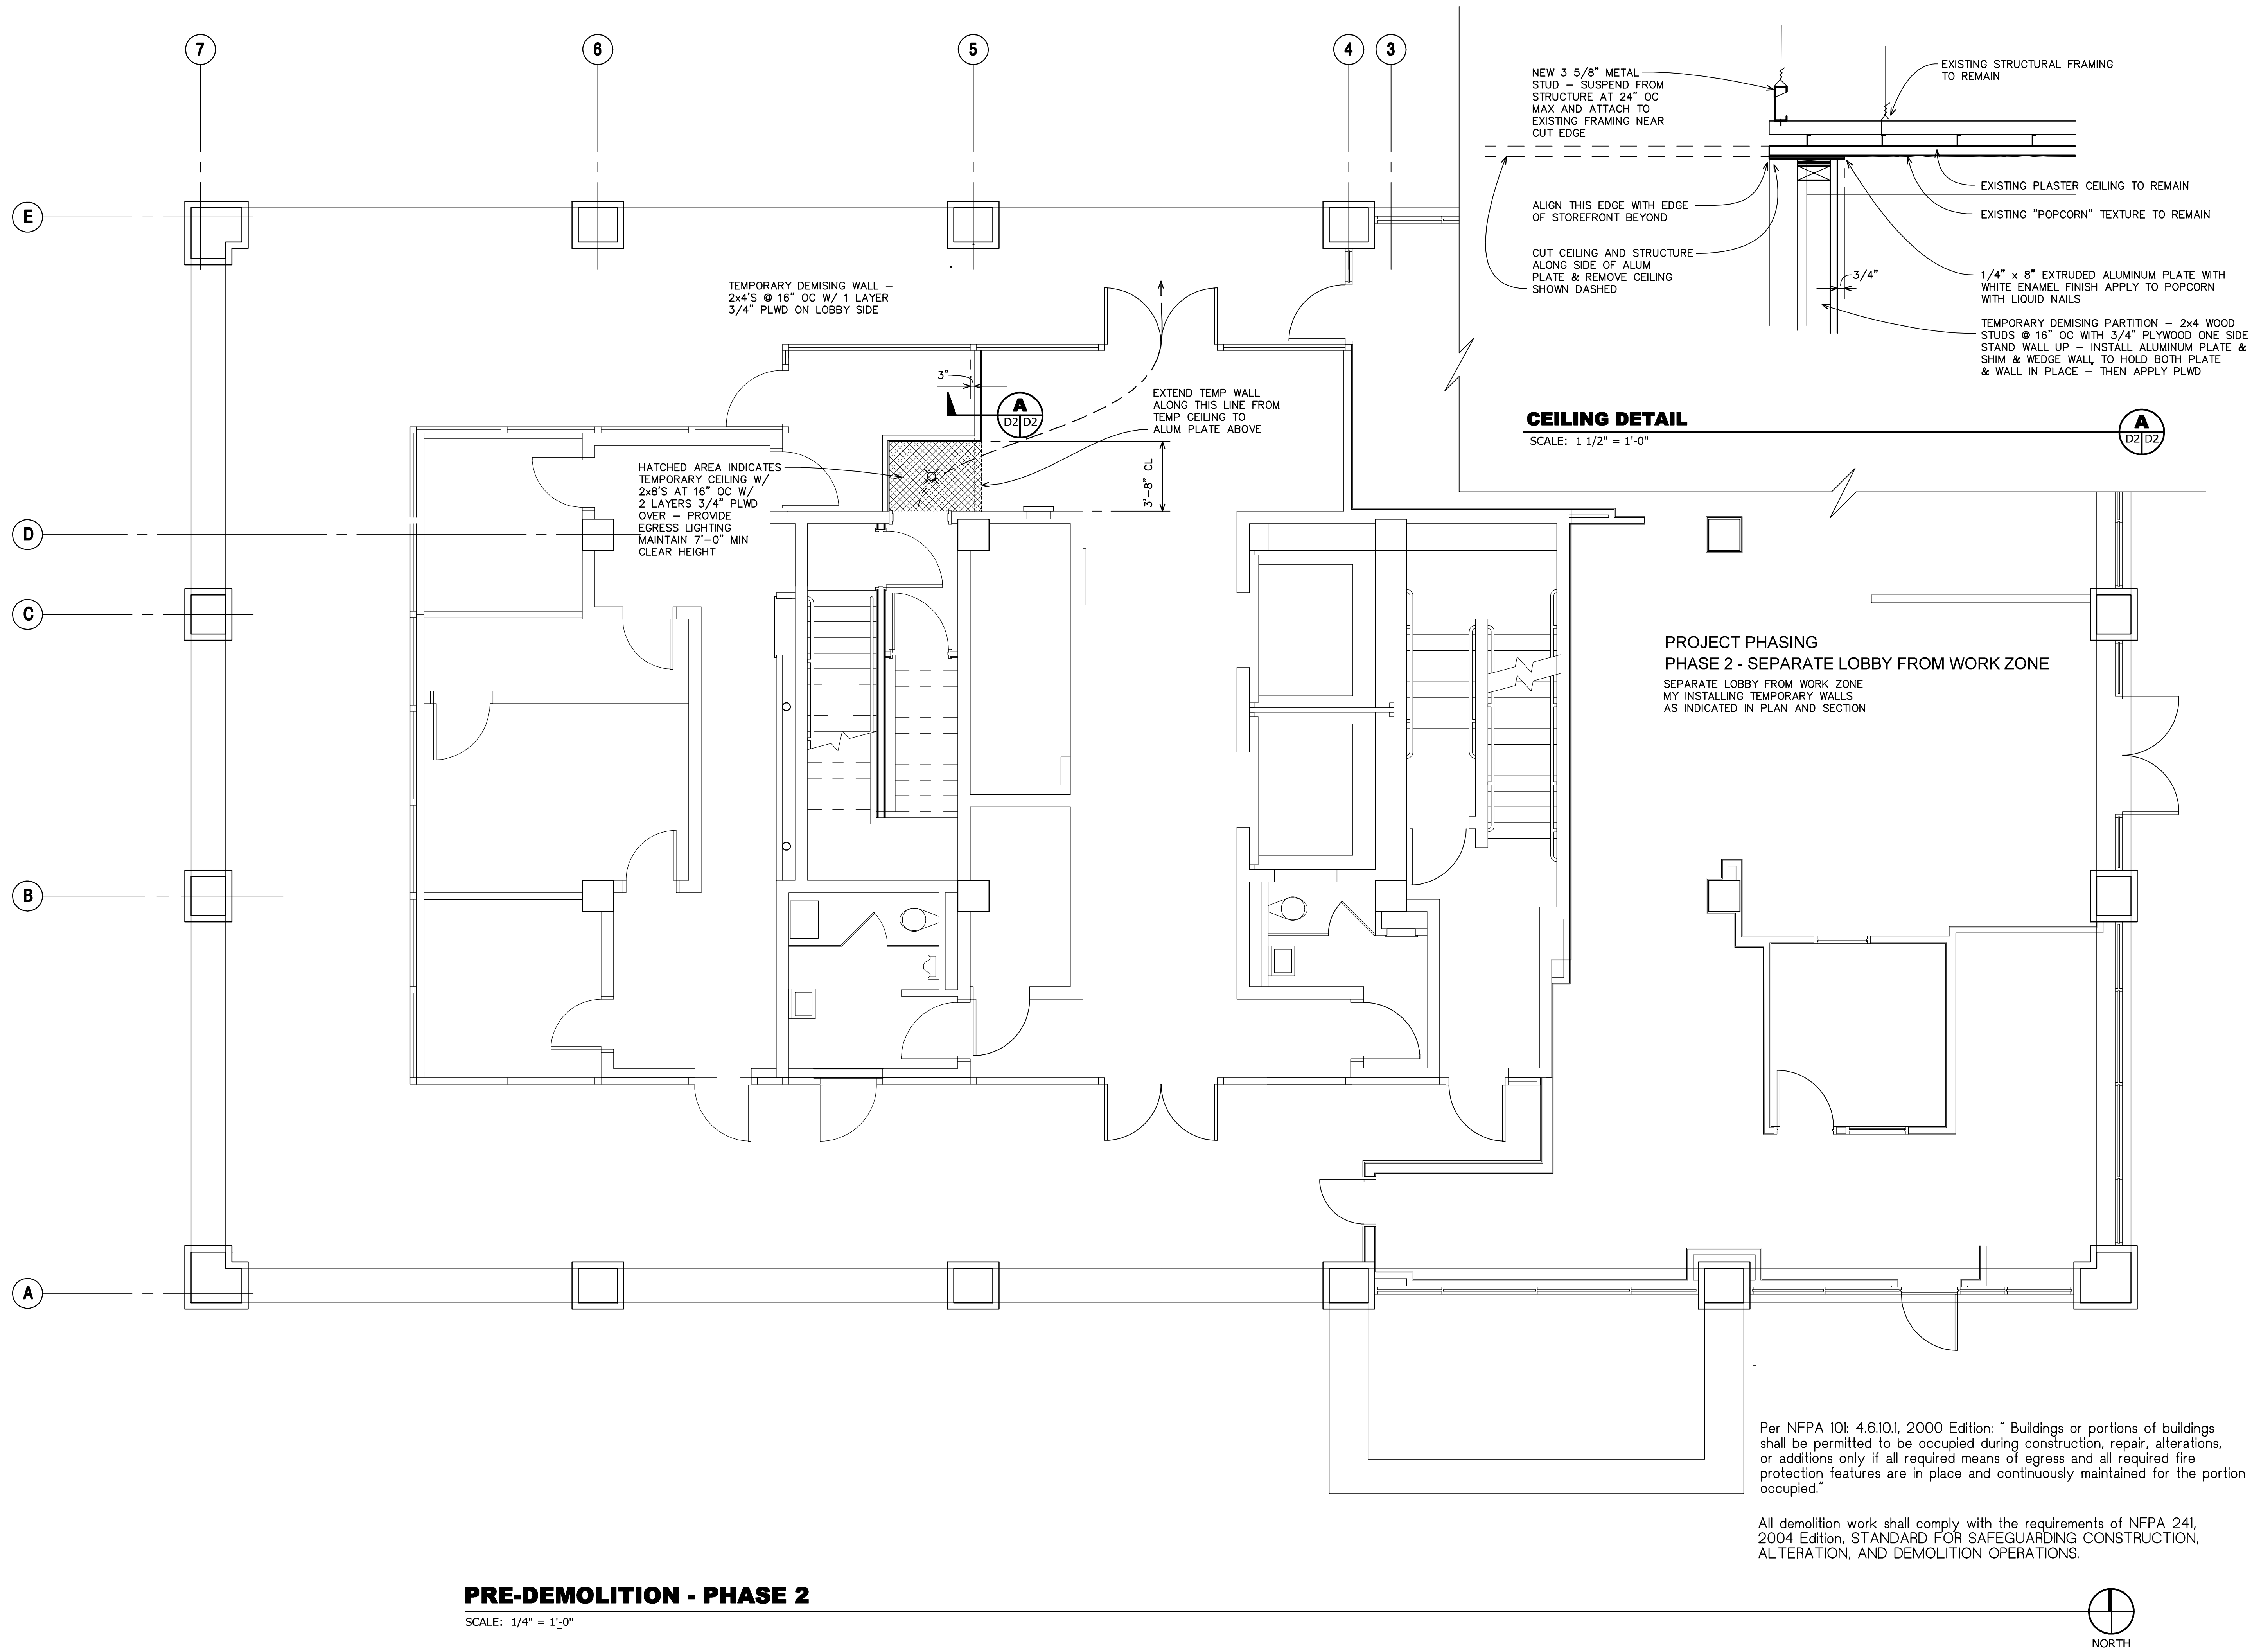 7
6
5
4
3
E
D
C
B
A
NEW 3 5/8" METAL
STUD – SUSPEND FROM
STRUCTURE AT 24" OC
MAX AND ATTACH TO
EXISTING FRAMING NEAR
CUT EDGE
EXISTING STRUCTURAL FRAMING
TO REMAIN
ALIGN THIS EDGE WITH EDGE
OF STOREFRONT BEYOND
EXISTING PLASTER CEILING TO REMAIN
EXISTING "POPCORN" TEXTURE TO REMAIN
CUT CEILING AND STRUCTURE
ALONG SIDE OF ALUM
PLATE & REMOVE CEILING
SHOWN DASHED
3/4"
1/4" x 8" EXTRUDED ALUMINUM PLATE WITH
WHITE ENAMEL FINISH APPLY TO POPCORN
WITH LIQUID NAILS
TEMPORARY DEMISING PARTITION – 2x4 WOOD
STUDS @ 16" OC WITH 3/4" PLYWOOD ONE SIDE
STAND WALL UP – INSTALL ALUMINUM PLATE &
SHIM & WEDGE WALL TO HOLD BOTH PLATE
& WALL IN PLACE – THEN APPLY PLWD
CEILING DETAIL
SCALE: 1 1/2" = 1'-0"
A
D2 D2
TEMPORARY DEMISING WALL –
2x4'S @ 16" OC W/ 1 LAYER
3/4" PLWD ON LOBBY SIDE
3"
A
D2 D2
EXTEND TEMP WALL
ALONG THIS LINE FROM
TEMP CEILING TO
ALUM PLATE ABOVE
3'-8" CL
HATCHED AREA INDICATES
TEMPORARY CEILING W/
2x8'S AT 16" OC W/
2 LAYERS 3/4" PLWD
OVER – PROVIDE
EGRESS LIGHTING
MAINTAIN 7'–0" MIN
CLEAR HEIGHT
PROJECT PHASING
PHASE 2 - SEPARATE LOBBY FROM WORK ZONE
SEPARATE LOBBY FROM WORK ZONE
MY INSTALLING TEMPORARY WALLS
AS INDICATED IN PLAN AND SECTION
Per NFPA 101: 4.6.10.1, 2000 Edition: " Buildings or portions of buildings
shall be permitted to be occupied during construction, repair, alterations,
or additions only if all required means of egress and all required fire
protection features are in place and continuously maintained for the portion
occupied."
All demolition work shall comply with the requirements of NFPA 241,
2004 Edition, STANDARD FOR SAFEGUARDING CONSTRUCTION,
ALTERATION, AND DEMOLITION OPERATIONS.
PRE-DEMOLITION - PHASE 2
SCALE: 1/4" = 1'-0"
NORTH